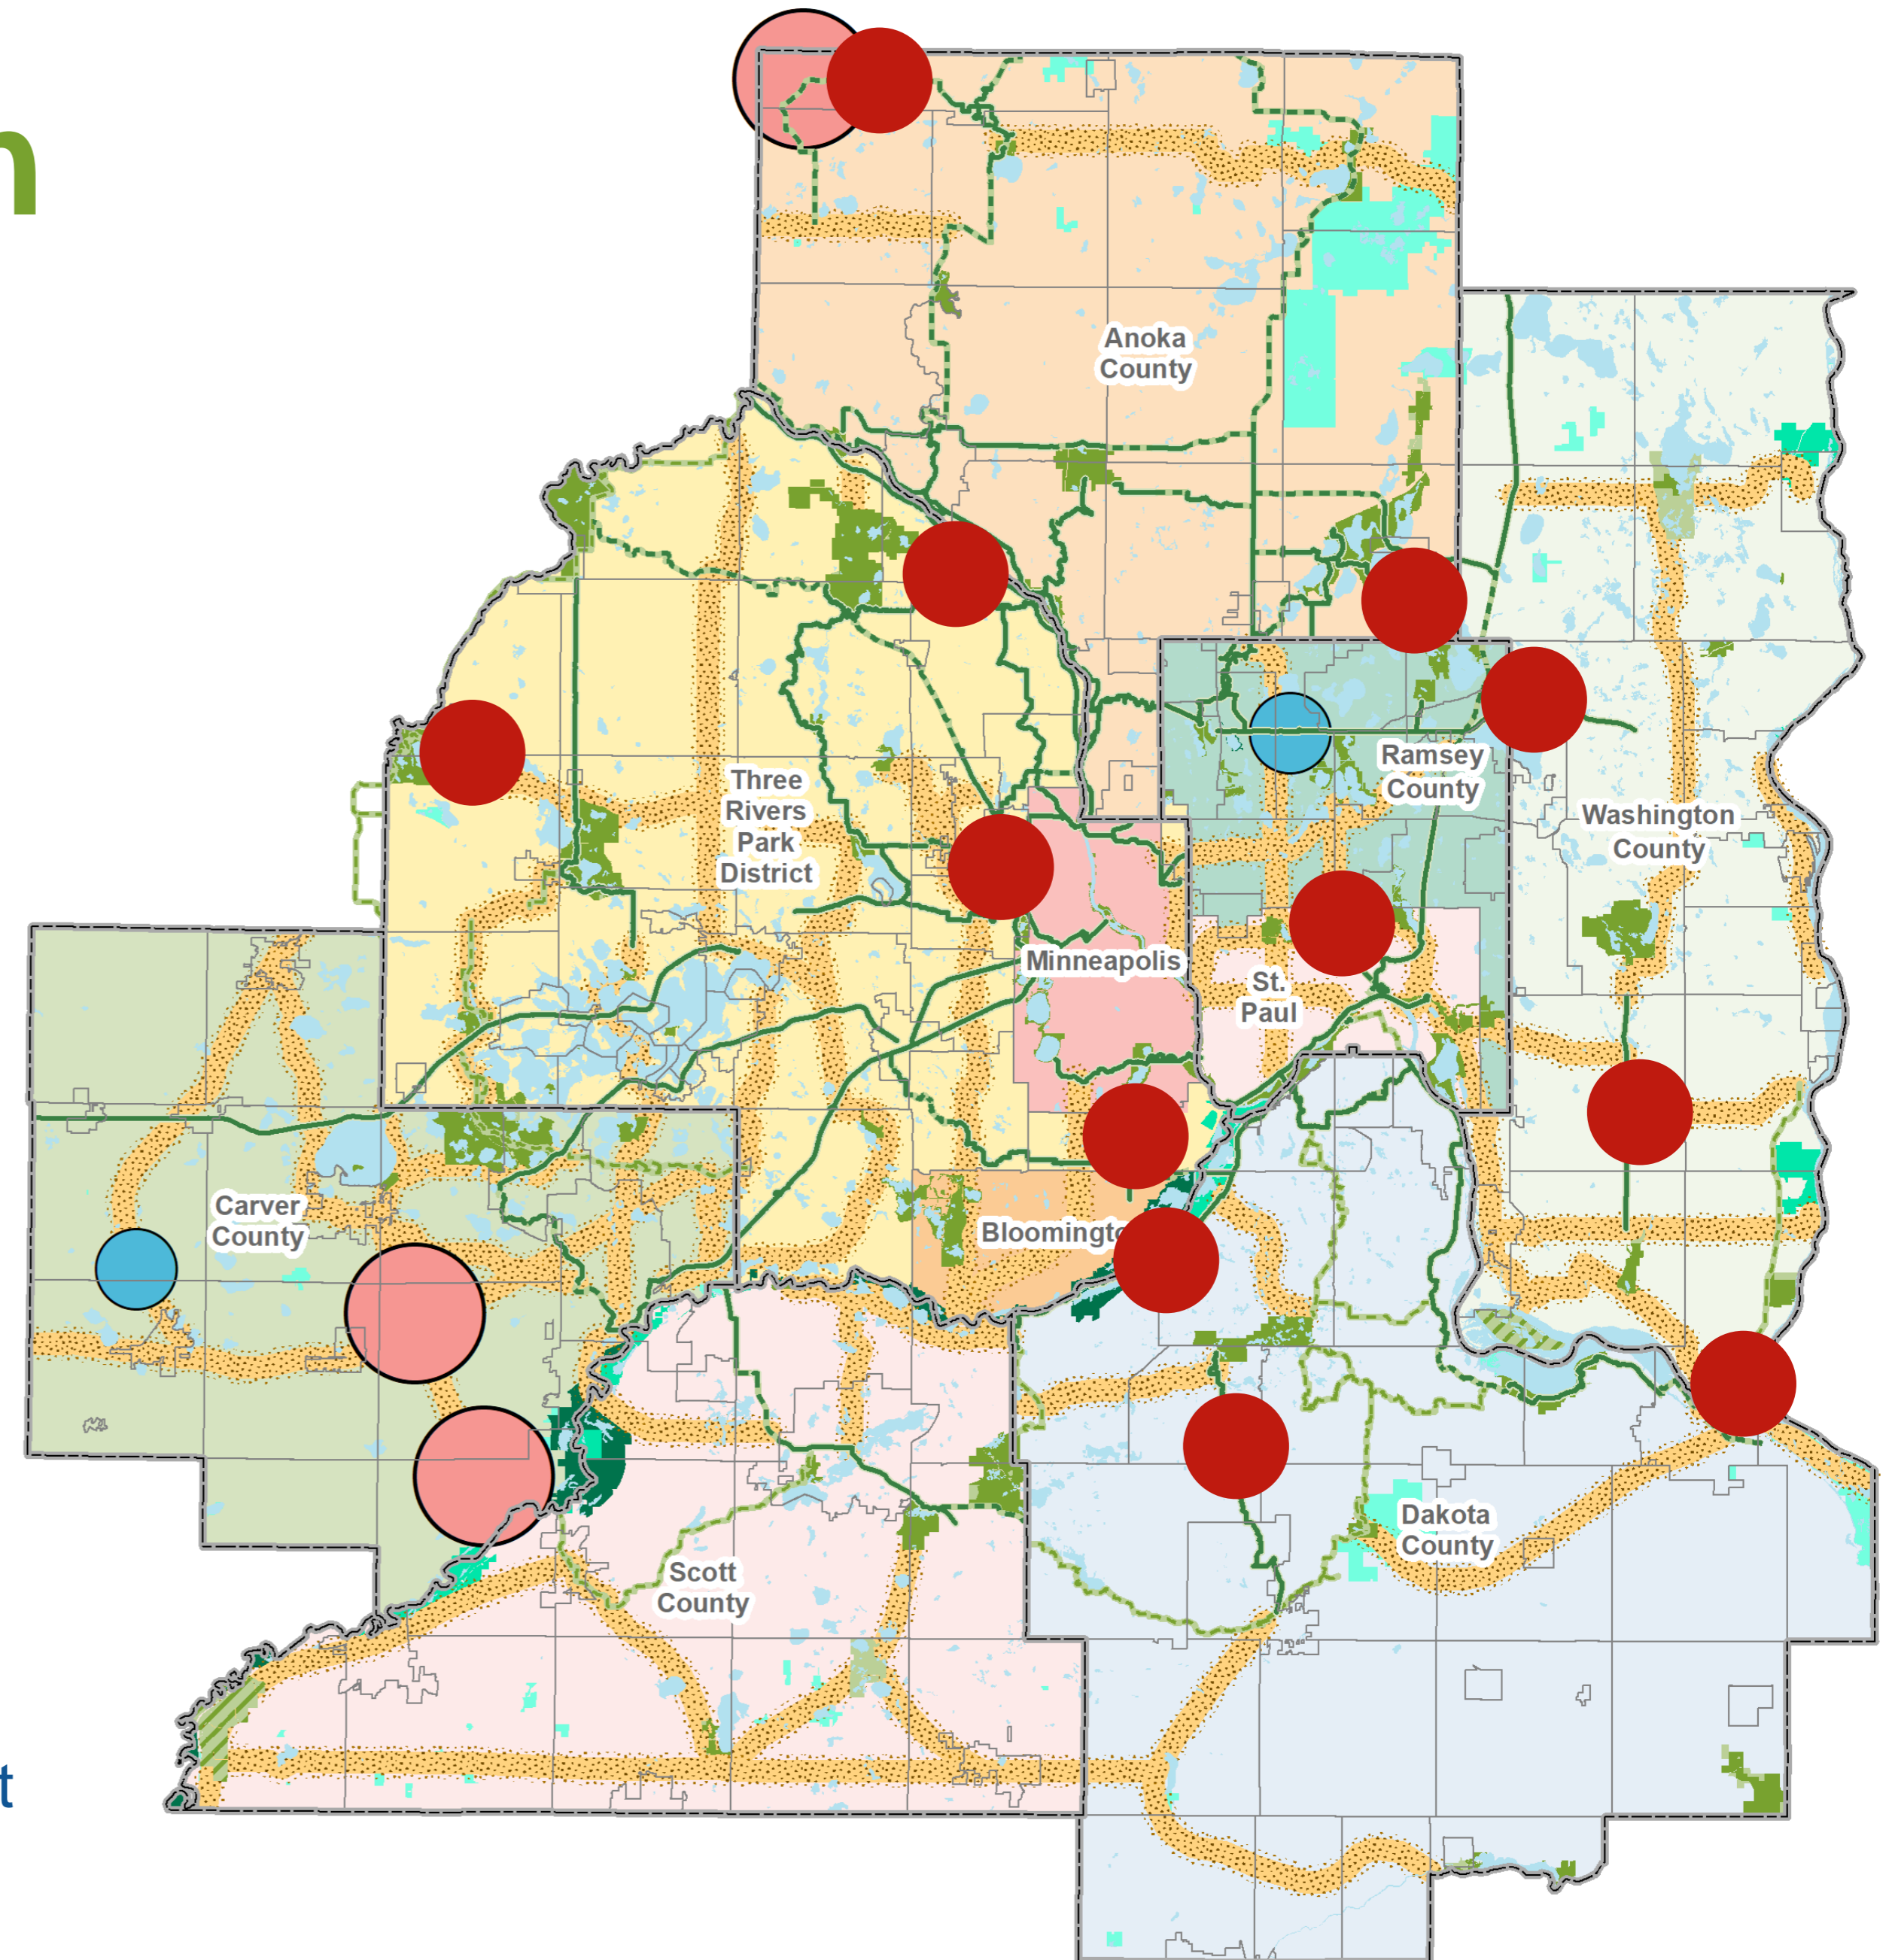 n
Anoka
County
Three
Rivers
Park
District
Ramsey
County
Washington
County
Minneapolis
St.
Paul
Carver
County
Bloomingto
Dakota
County
Scott
County
t